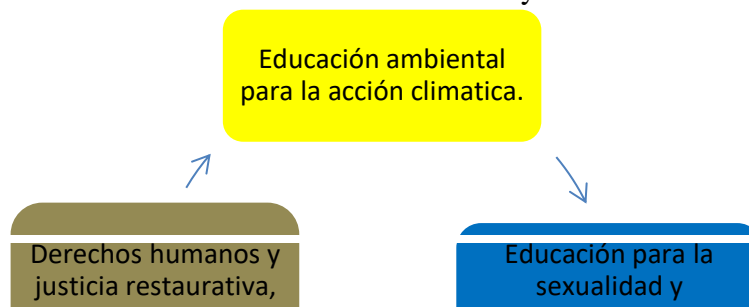 Educación ambiental
para la acción climatica.
Derechos humanos y
justicia restaurativa,
Educación para la
sexualidad y